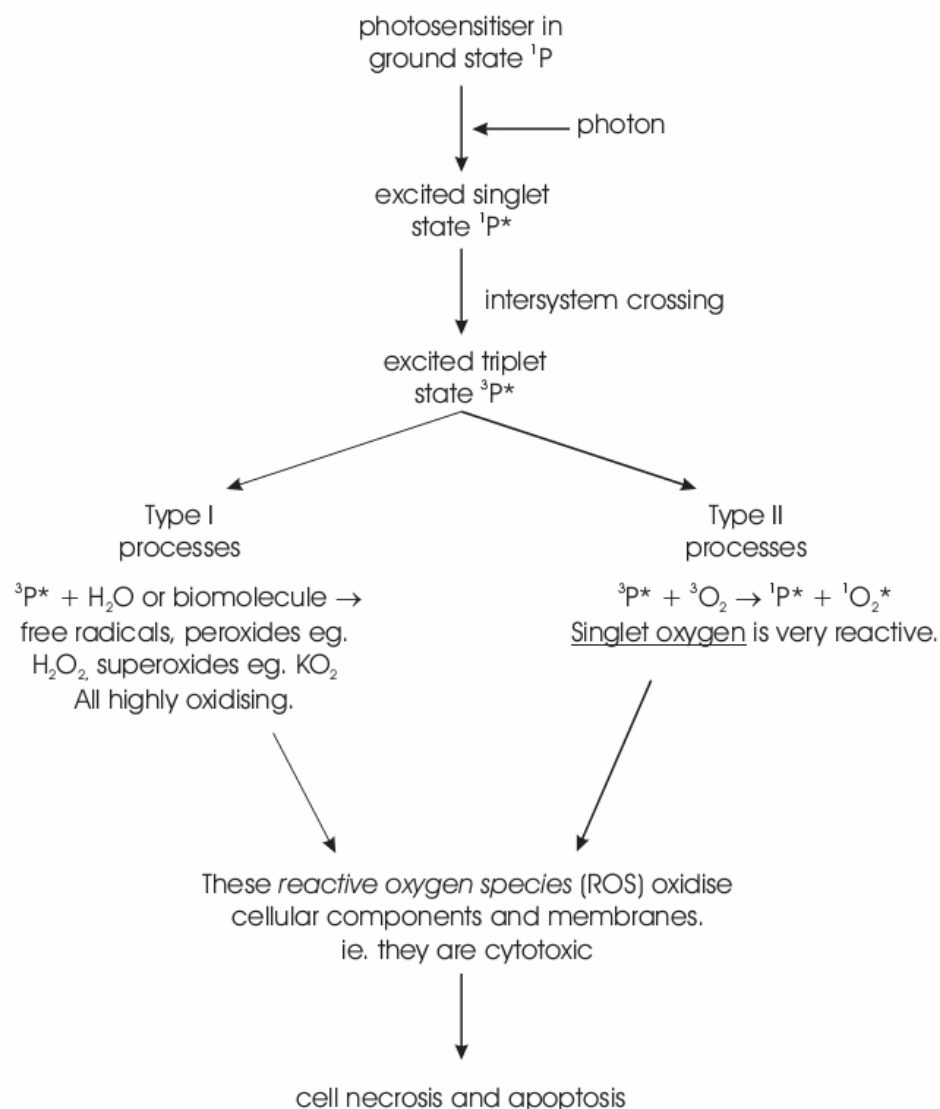 photosensitiser in
ground state ¹P
photon
excited singlet
state ¹P*
intersystem crossing
excited triplet
state ³P*
Type I
processes
³P* + H₂O or biomolecule →
free radicals, peroxides eg.
H₂O₂, superoxides eg. KO₂
All highly oxidising.
Type II
processes
³P* + ³O₂ → ¹P* + ¹O₂*
Singlet oxygen is very reactive.
These reactive oxygen species (ROS) oxidise
cellular components and membranes.
ie. they are cytotoxic
cell necrosis and apoptosis